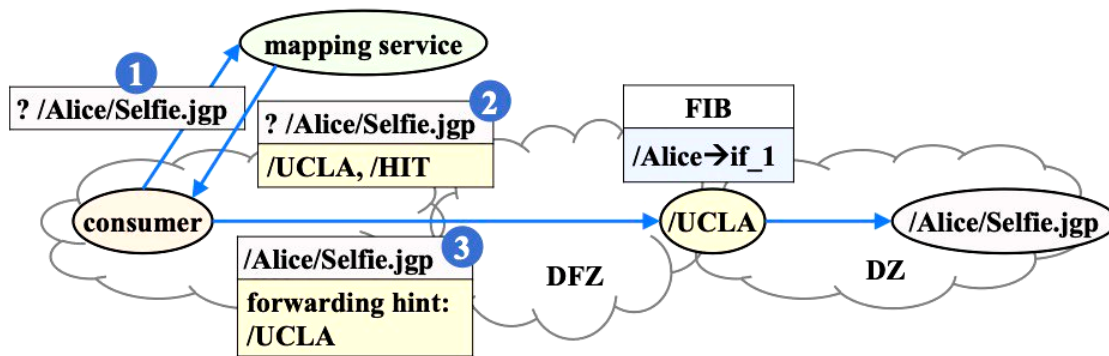 mapping service
1
? /Alice/Selfie.jgp
2
? /Alice/Selfie.jgp
/UCLA, /HIT
FIB
/Alice→if_1
consumer
/UCLA
/Alice/Selfie.jgp
3
/Alice/Selfie.jgp
forwarding hint:
/UCLA
DFZ
DZ